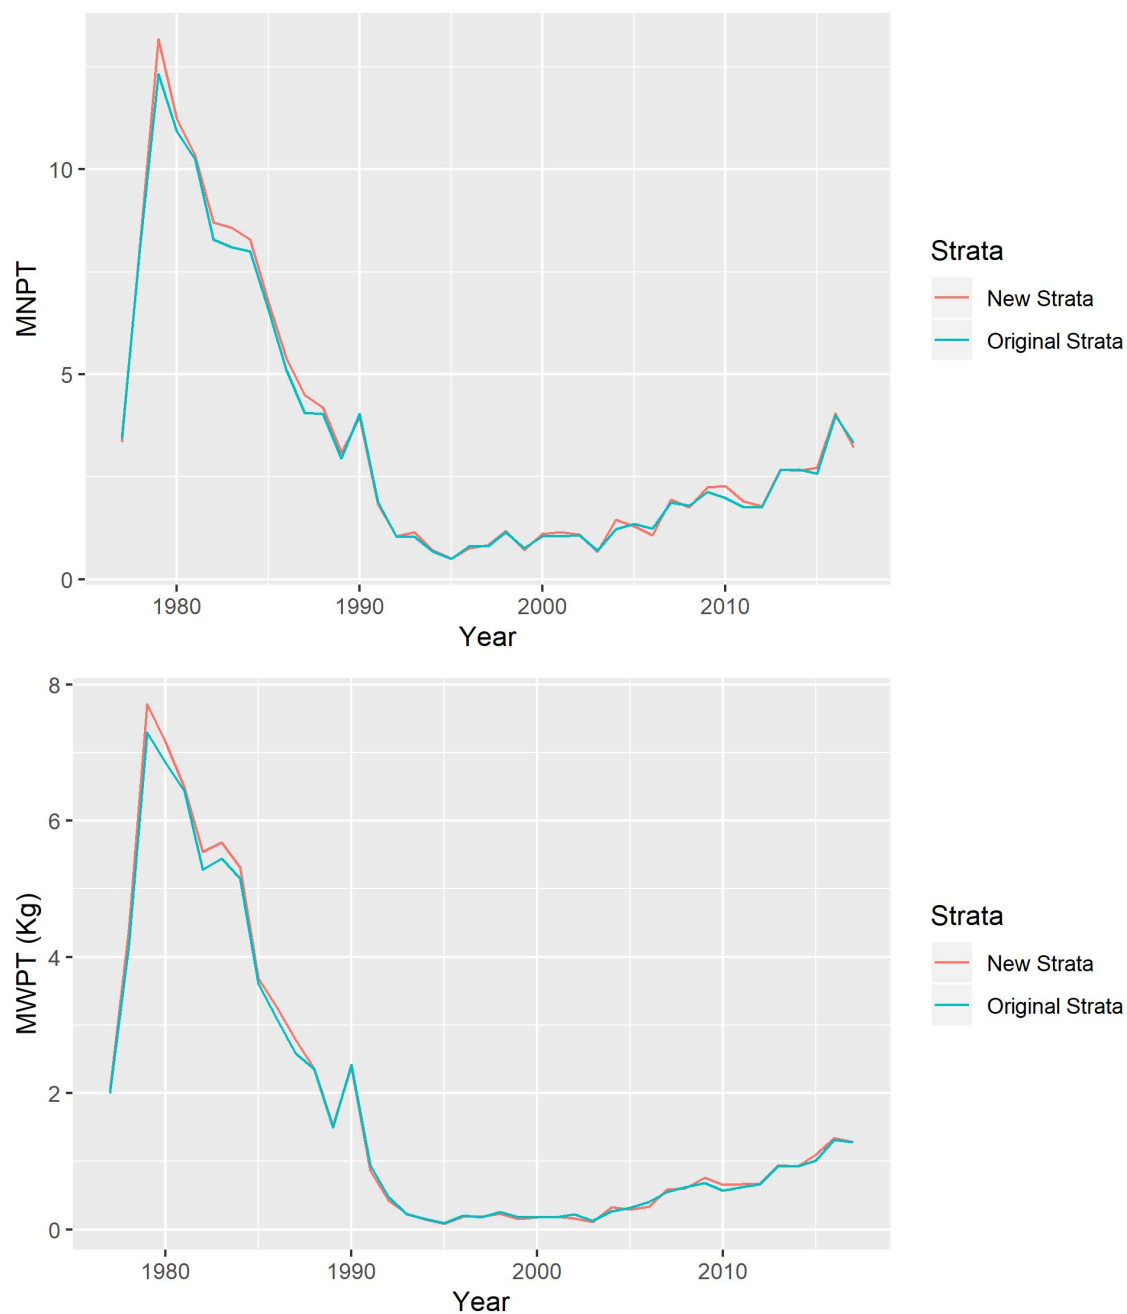 MNPT
10
5
0
1980 1990 2000 2010
Year
Strata
New Strata
Original Strata
MWPT (Kg)
8
6
4
2
0
1980 1990 2000 2010
Year
Strata
New Strata
Original Strata